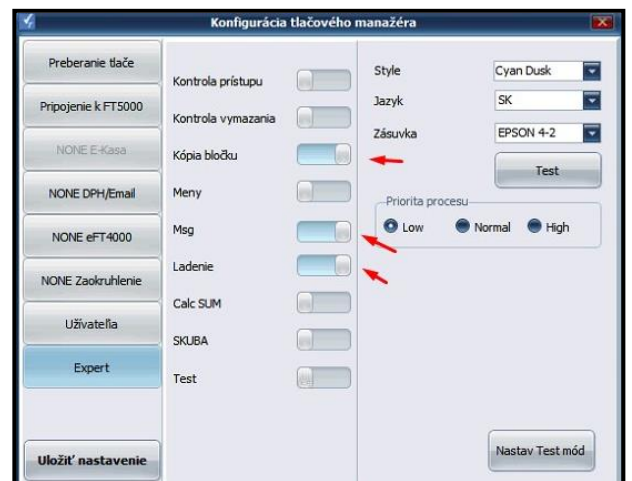 Konfigurácia tlačového manažéra
Preberanie tlače
Pripojenie k FT5000
NONE E-Kasa
NONE DPH/Email
NONE eFT4000
NONE Zaokruhlenie
Užívateľia
Expert
Uložiť nastavenie
Kontrola prístupu
Kontrola vymazania
Kópia bločku
Meny
Msg
Ladenie
Calc SUM
SKUBA
Test
Style Cyan Dusk
Jazyk SK
Zásuvka EPSON 4-2
Test
Priorita procesu
Low Normal High
Nastav Test mód